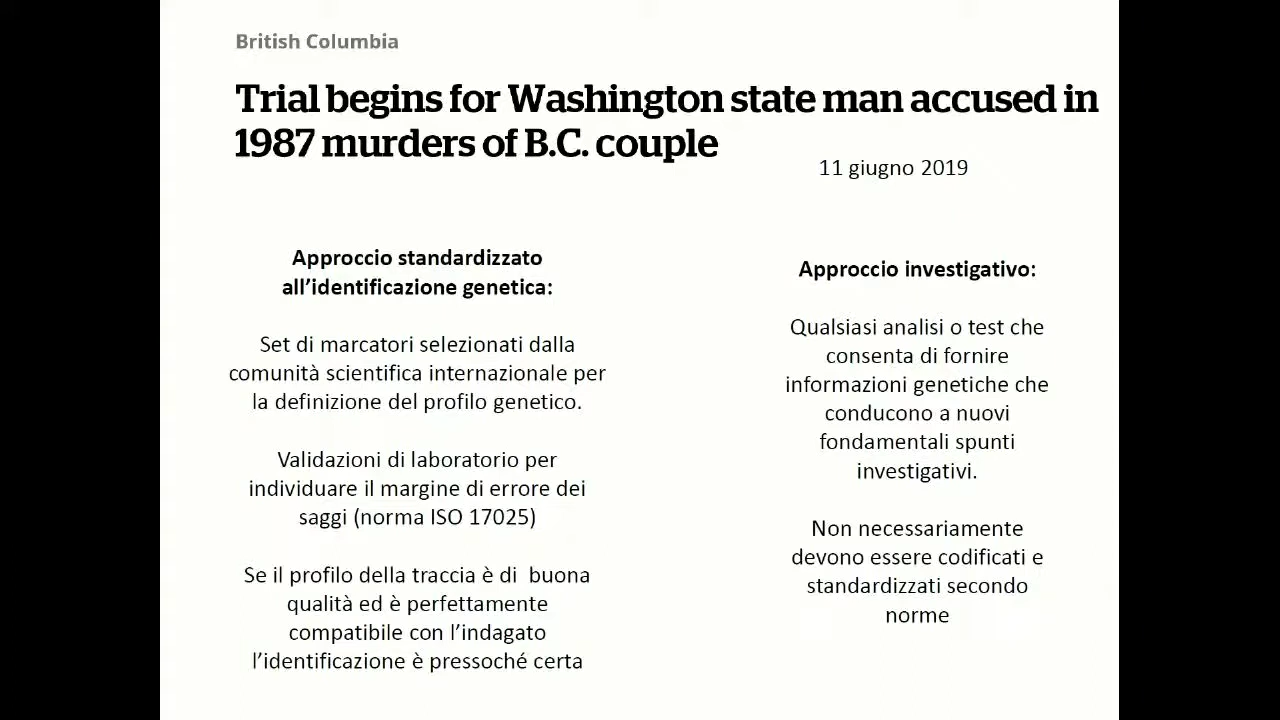 British Columbia
Trial begins for Washington state man accused in
1987 murders of B.C. couple
11 giugno 2019
Approccio standardizzato
all’identificazione genetica:
Set di marcatori selezionati dalla
comunità scientifica internazionale per
la definizione del profilo genetico.
Validazioni di laboratorio per
individuare il margine di errore dei
saggi (norma ISO 17025)
Se il profilo della traccia è di buona
qualità ed è perfettamente
compatibile con l’indagato
l’identificazione è pressoché certa
Approccio investigativo:
Qualsiasi analisi o test che
consenta di fornire
informazioni genetiche che
conducono a nuovi
fondamentali spunti
investigativi.
Non necessariamente
devono essere codificati e
standardizzati secondo
norme